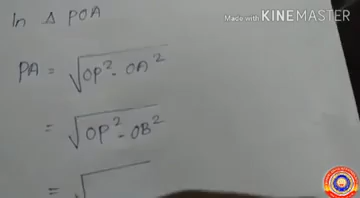 In Δ POA
Made with KINEMASTER
PA = √OP² - OA²
= √OP² - OB²
= √